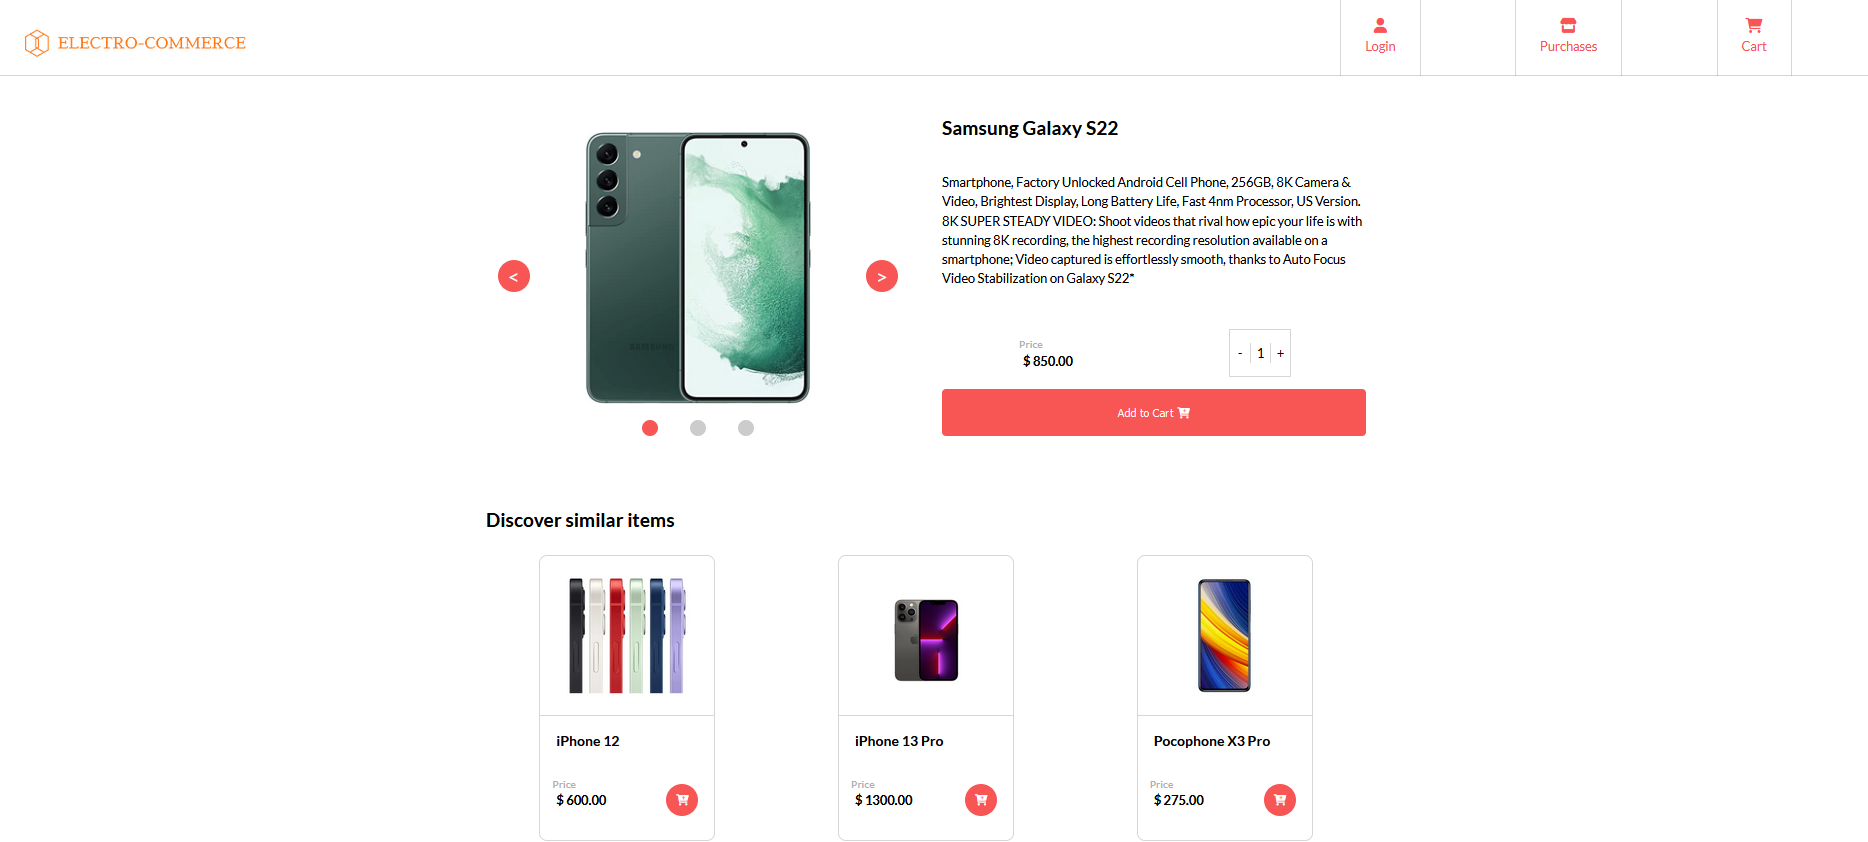 ELECTRO-COMMERCE
Login
Purchases
Cart
Samsung Galaxy S22
Smartphone, Factory Unlocked Android Cell Phone, 256GB, 8K Camera &
Video, Brightest Display, Long Battery Life, Fast 4nm Processor, US Version.
8K SUPER STEADY VIDEO: Shoot videos that rival how epic your life is with
stunning 8K recording, the highest recording resolution available on a
smartphone; Video captured is effortlessly smooth, thanks to Auto Focus
Video Stabilization on Galaxy S22*
<
>
SAMSUNG
Price
$ 850.00
- 1 +
Add to Cart
Discover similar items
iPhone 12
Price
$ 600.00
iPhone 13 Pro
Price
$ 1300.00
Pocophone X3 Pro
Price
$ 275.00